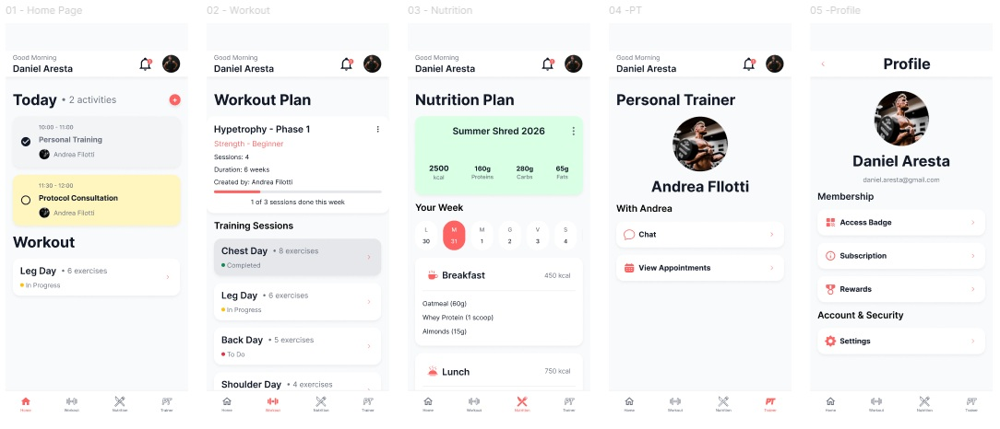 01 - Home Page
Good Morning
Daniel Aresta
Today • 2 activities
10:00 - 11:00
Personal Training
Andrea Filotti
11:30 - 12:00
Protocol Consultation
Andrea Filotti
Workout
Leg Day • 6 exercises
In Progress
Home
Workout
Nutrition
Trainer
02 - Workout
Good Morning
Daniel Aresta
Workout Plan
Hypetrophy - Phase 1
Strength - Beginner
Sessions: 4
Duration: 6 weeks
Created by: Andrea Filotti
1 of 3 sessions done this week
Training Sessions
Chest Day • 8 exercises
Completed
Leg Day • 6 exercises
In Progress
Back Day • 5 exercises
To Do
Shoulder Day • 4 exercises
Home
Workout
Nutrition
Trainer
03 - Nutrition
Good Morning
Daniel Aresta
Nutrition Plan
Summer Shred 2026
2500 160g 280g 65g
kcal Proteins Carbs Fats
Your Week
L M M G V S
30 31 1 2 3 4
Breakfast 450 kcal
Oatmeal (60g)
Whey Protein (1 scoop)
Almonds (15g)
Lunch 750 kcal
Home
Workout
Nutrition
Trainer
04 -PT
Good Morning
Daniel Aresta
Personal Trainer
Andrea FIlotti
With Andrea
Chat
View Appointments
Home
Workout
Nutrition
PT
Trainer
05 -Profile
Profile
Daniel Aresta
daniel.aresta@gmail.com
Membership
Access Badge
Subscription
Rewards
Account & Security
Settings
Home
Workout
Nutrition
PT
Trainer